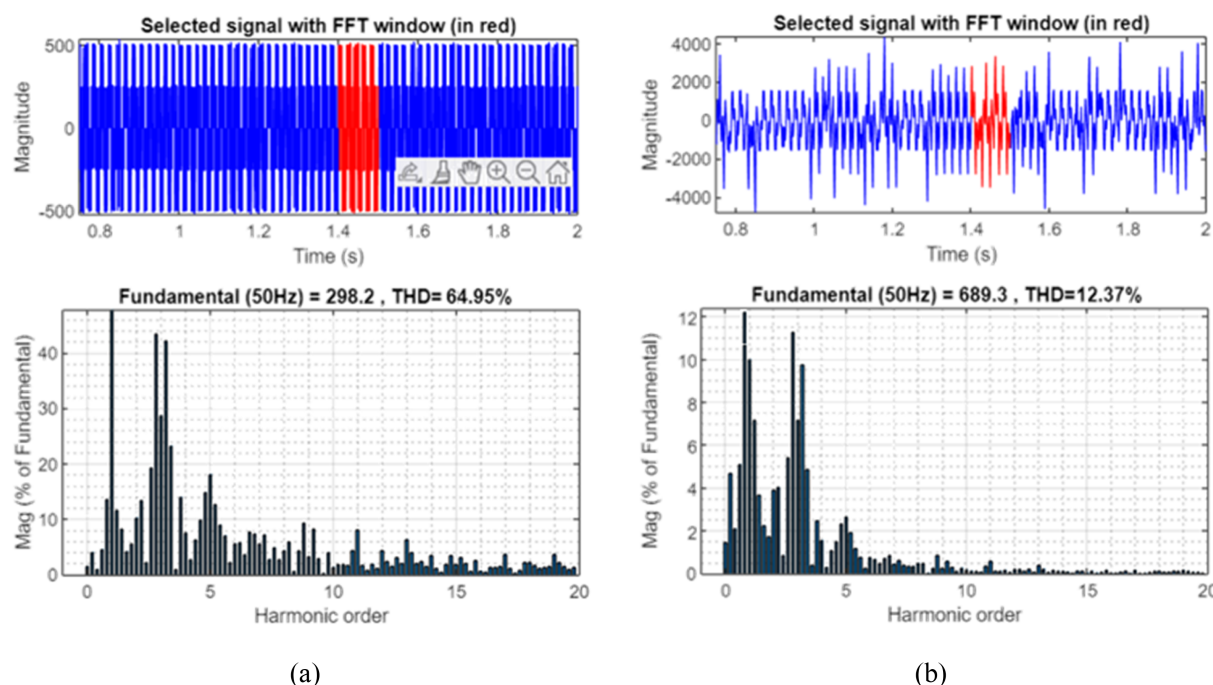 Selected signal with FFT window (in red)
500
0
-500
Magnitude
0.8 1 1.2 1.4 1.6 1.8 2
Time (s)
Fundamental (50Hz) = 298.2 , THD= 64.95%
40
30
20
10
0
Mag (% of Fundamental)
0 5 10 15 20
Harmonic order
(a)
Selected signal with FFT window (in red)
4000
2000
0
-2000
-4000
Magnitude
0.8 1 1.2 1.4 1.6 1.8 2
Time (s)
Fundamental (50Hz) = 689.3 , THD=12.37%
12
10
8
6
4
2
0
Mag (% of Fundamental)
0 5 10 15 20
Harmonic order
(b)